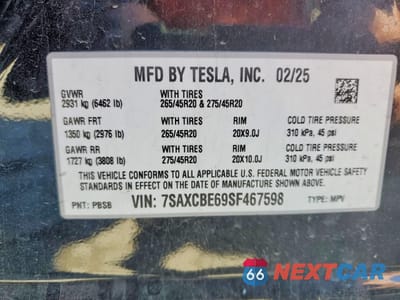 MFD BY TESLA, INC. 02/25
GVWR WITH TIRES
2931 kg (6462 lb) 265/45R20 & 275/45R20
GAWR FRT WITH TIRES RIM COLD TIRE PRESSURE
1350 kg (2976 lb) 265/45R20 20X9.0J 310 kPa, 45 psi
GAWR RR WITH TIRES RIM COLD TIRE PRESSURE
1727 kg (3808 lb) 275/45R20 20X10.0J 310 kPa, 45 psi
THIS VEHICLE CONFORMS TO ALL APPLICABLE U.S. FEDERAL MOTOR VEHICLE
SAFETY AND THEFT PREVENTION STANDARDS IN EFFECT ON THE DATE OF
MANUFACTURE SHOWN ABOVE.
PNT: PBSB VIN: 7SAXCBE69SF467598 TYPE: MPV
66 NEXTCAR